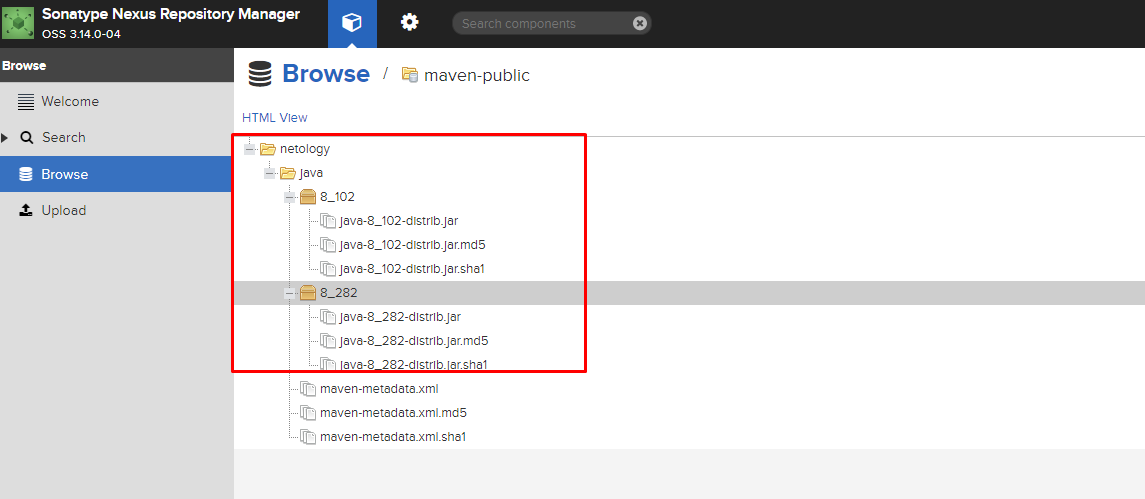 Sonatype Nexus Repository Manager
OSS 3.14.0-04
Search components
Browse
Welcome
Search
Browse
Upload
Browse / maven-public
HTML View
netology
java
8_102
java-8_102-distrib.jar
java-8_102-distrib.jar.md5
java-8_102-distrib.jar.sha1
8_282
java-8_282-distrib.jar
java-8_282-distrib.jar.md5
java-8_282-distrib.jar.sha1
maven-metadata.xml
maven-metadata.xml.md5
maven-metadata.xml.sha1